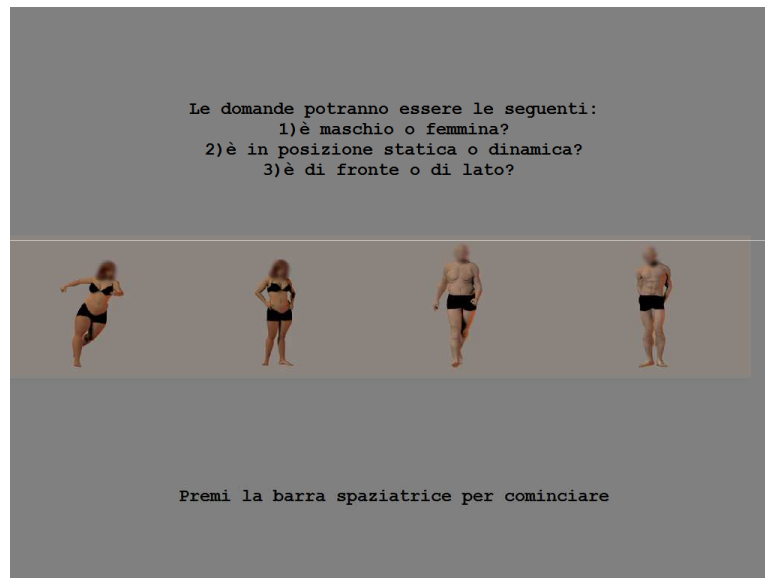 Le domande potranno essere le seguenti:
1)è maschio o femmina?
2)è in posizione statica o dinamica?
3)è di fronte o di lato?
Premi la barra spaziatrice per cominciare